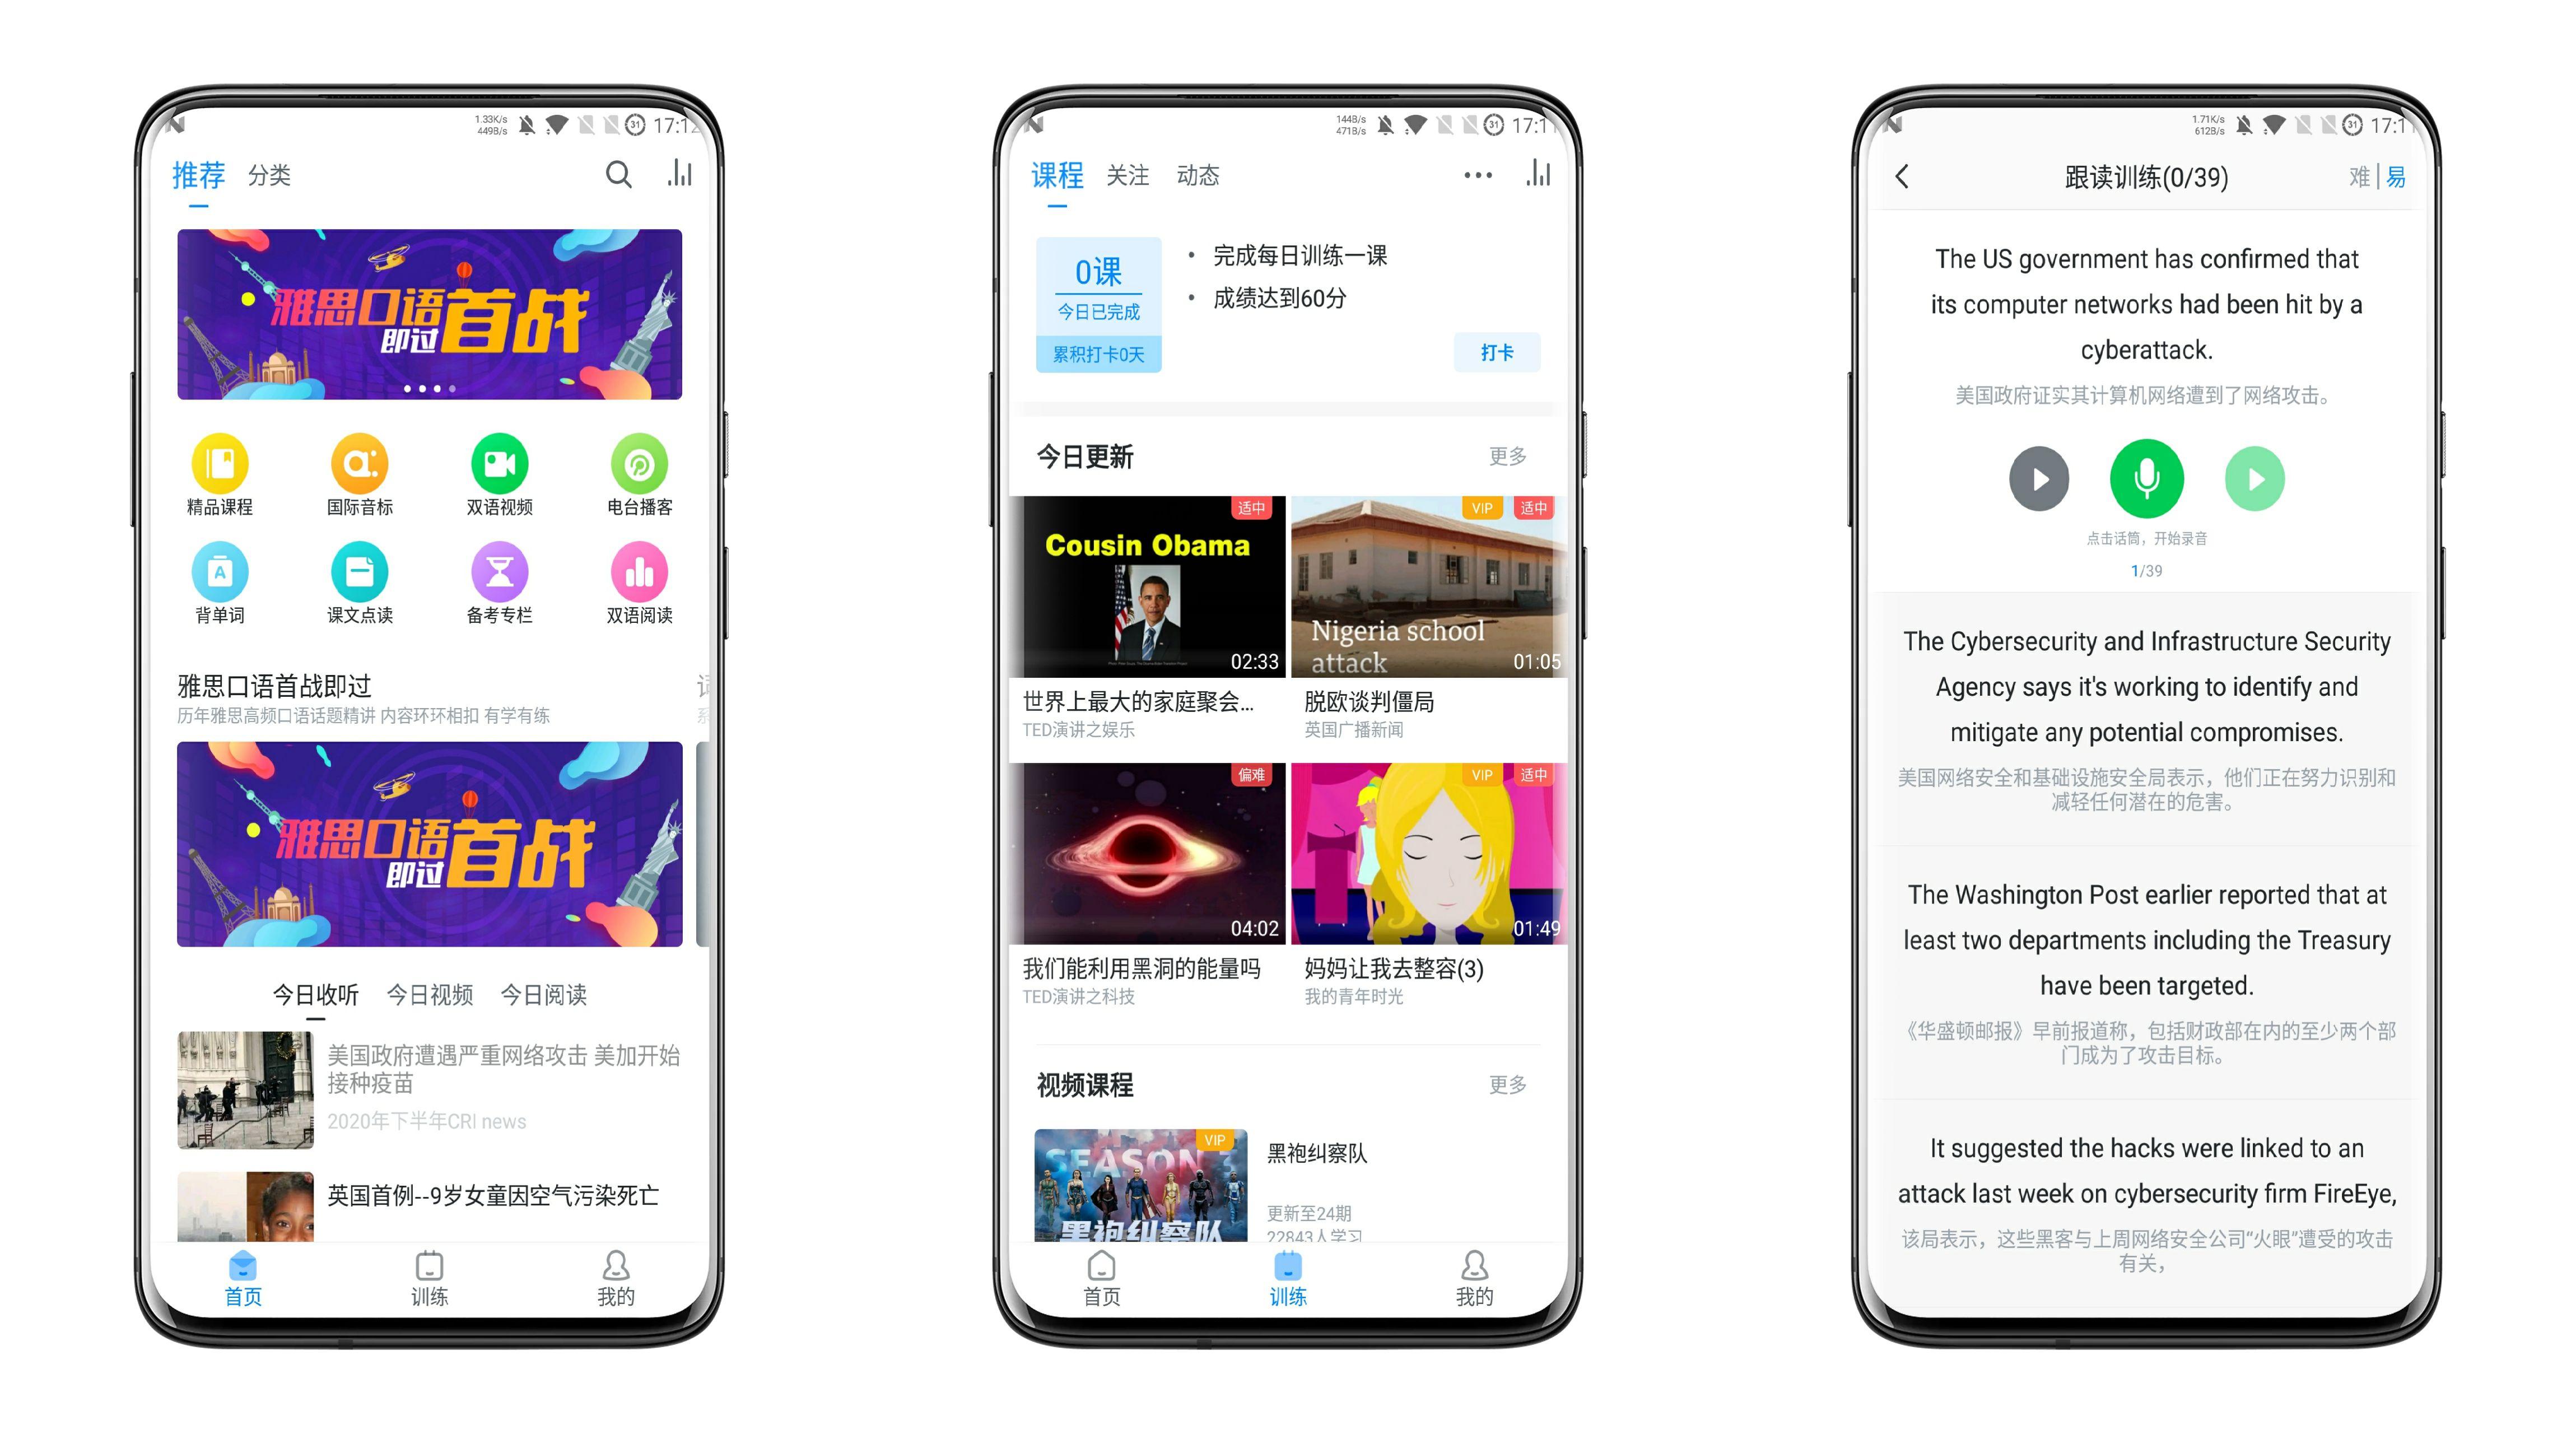 1.33K/s
449B/s
31
17:12
推荐
分类
雅思口语首战
即过
精品课程
国际音标
双语视频
电台播客
A
背单词
课文点读
备考专栏
双语阅读
雅思口语首战即过
历年雅思高频口语话题精讲 内容环环相扣 有学有练
雅思口语首战
即过
今日收听
今日视频
今日阅读
美国政府遭遇严重网络攻击 美加开始
接种疫苗
2020年下半年CRI news
英国首例--9岁女童因空气污染死亡
首页
训练
我的
144B/s
471B/s
31
17:11
课程
关注
动态
0课
今日已完成
累积打卡0天
• 完成每日训练一课
• 成绩达到60分
打卡
今日更新
更多
适中
Cousin Obama
02:33
世界上最大的家庭聚会...
TED演讲之娱乐
VIP
适中
Nigeria school
attack
01:05
脱欧谈判僵局
英国广播新闻
偏难
04:02
我们能利用黑洞的能量吗
TED演讲之科技
VIP
适中
01:49
妈妈让我去整容(3)
我的青年时光
视频课程
更多
VIP
SEASON
黑袍纠察队
黑袍纠察队
更新至24期
22843人学习
首页
训练
我的
1.71K/s
612B/s
31
17:1
跟读训练(0/39)
难|易
The US government has confirmed that
its computer networks had been hit by a
cyberattack.
美国政府证实其计算机网络遭到了网络攻击。
点击话筒，开始录音
1/39
The Cybersecurity and Infrastructure Security
Agency says it's working to identify and
mitigate any potential compromises.
美国网络安全和基础设施安全局表示，他们正在努力识别和
减轻任何潜在的危害。
The Washington Post earlier reported that at
least two departments including the Treasury
have been targeted.
《华盛顿邮报》早前报道称，包括财政部在内的至少两个部
门成为了攻击目标。
It suggested the hacks were linked to an
attack last week on cybersecurity firm FireEye,
该局表示，这些黑客与上周网络安全公司“火眼”遭受的攻击
有关，